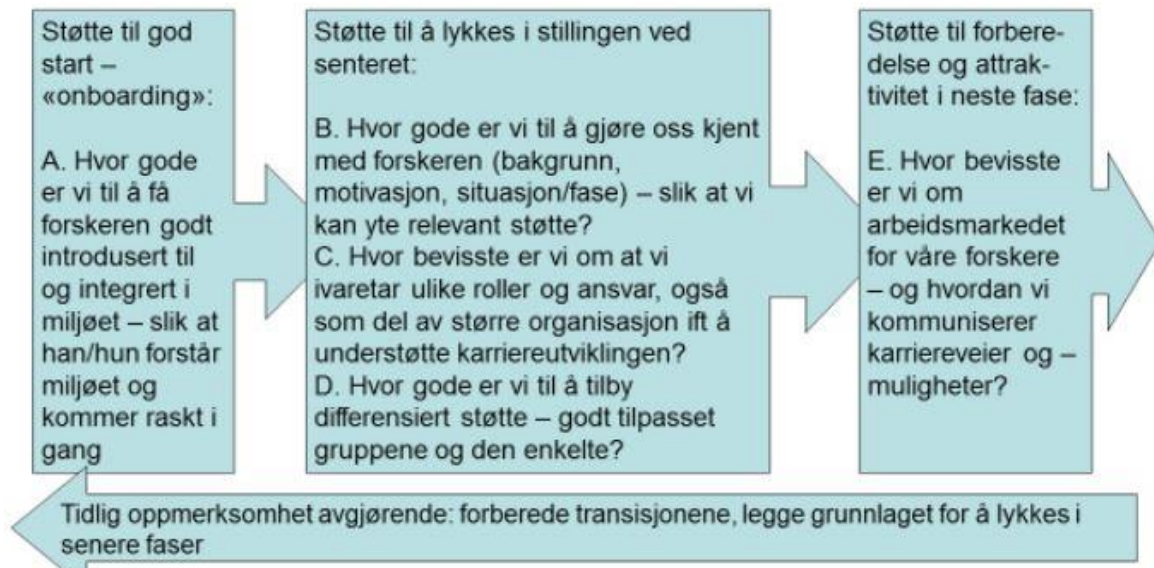 Støtte til god
start –
«onboarding»:
A. Hvor gode
er vi til å få
forskeren godt
introdusert til
og integrert i
miljøet – slik at
han/hun forstår
miljøet og
kommer raskt i
gang
Støtte til å lykkes i stillingen ved
senteret:
B. Hvor gode er vi til å gjøre oss kjent
med forskeren (bakgrunn,
motivasjon, situasjon/fase) – slik at vi
kan yte relevant støtte?
C. Hvor bevisste er vi om at vi
ivaretar ulike roller og ansvar, også
som del av større organisasjon ift å
understøtte karriereutviklingen?
D. Hvor gode er vi til å tilby
differensiert støtte – godt tilpasset
gruppene og den enkelte?
Støtte til forbere-
delse og attrak-
tivitet i neste fase:
E. Hvor bevisste
er vi om
arbeidsmarkedet
for våre forskere
– og hvordan vi
kommuniserer
karriereveier og –
muligheter?
Tidlig oppmerksomhet avgjørende: forberede transisjonene, legge grunnlaget for å lykkes i
senere faser